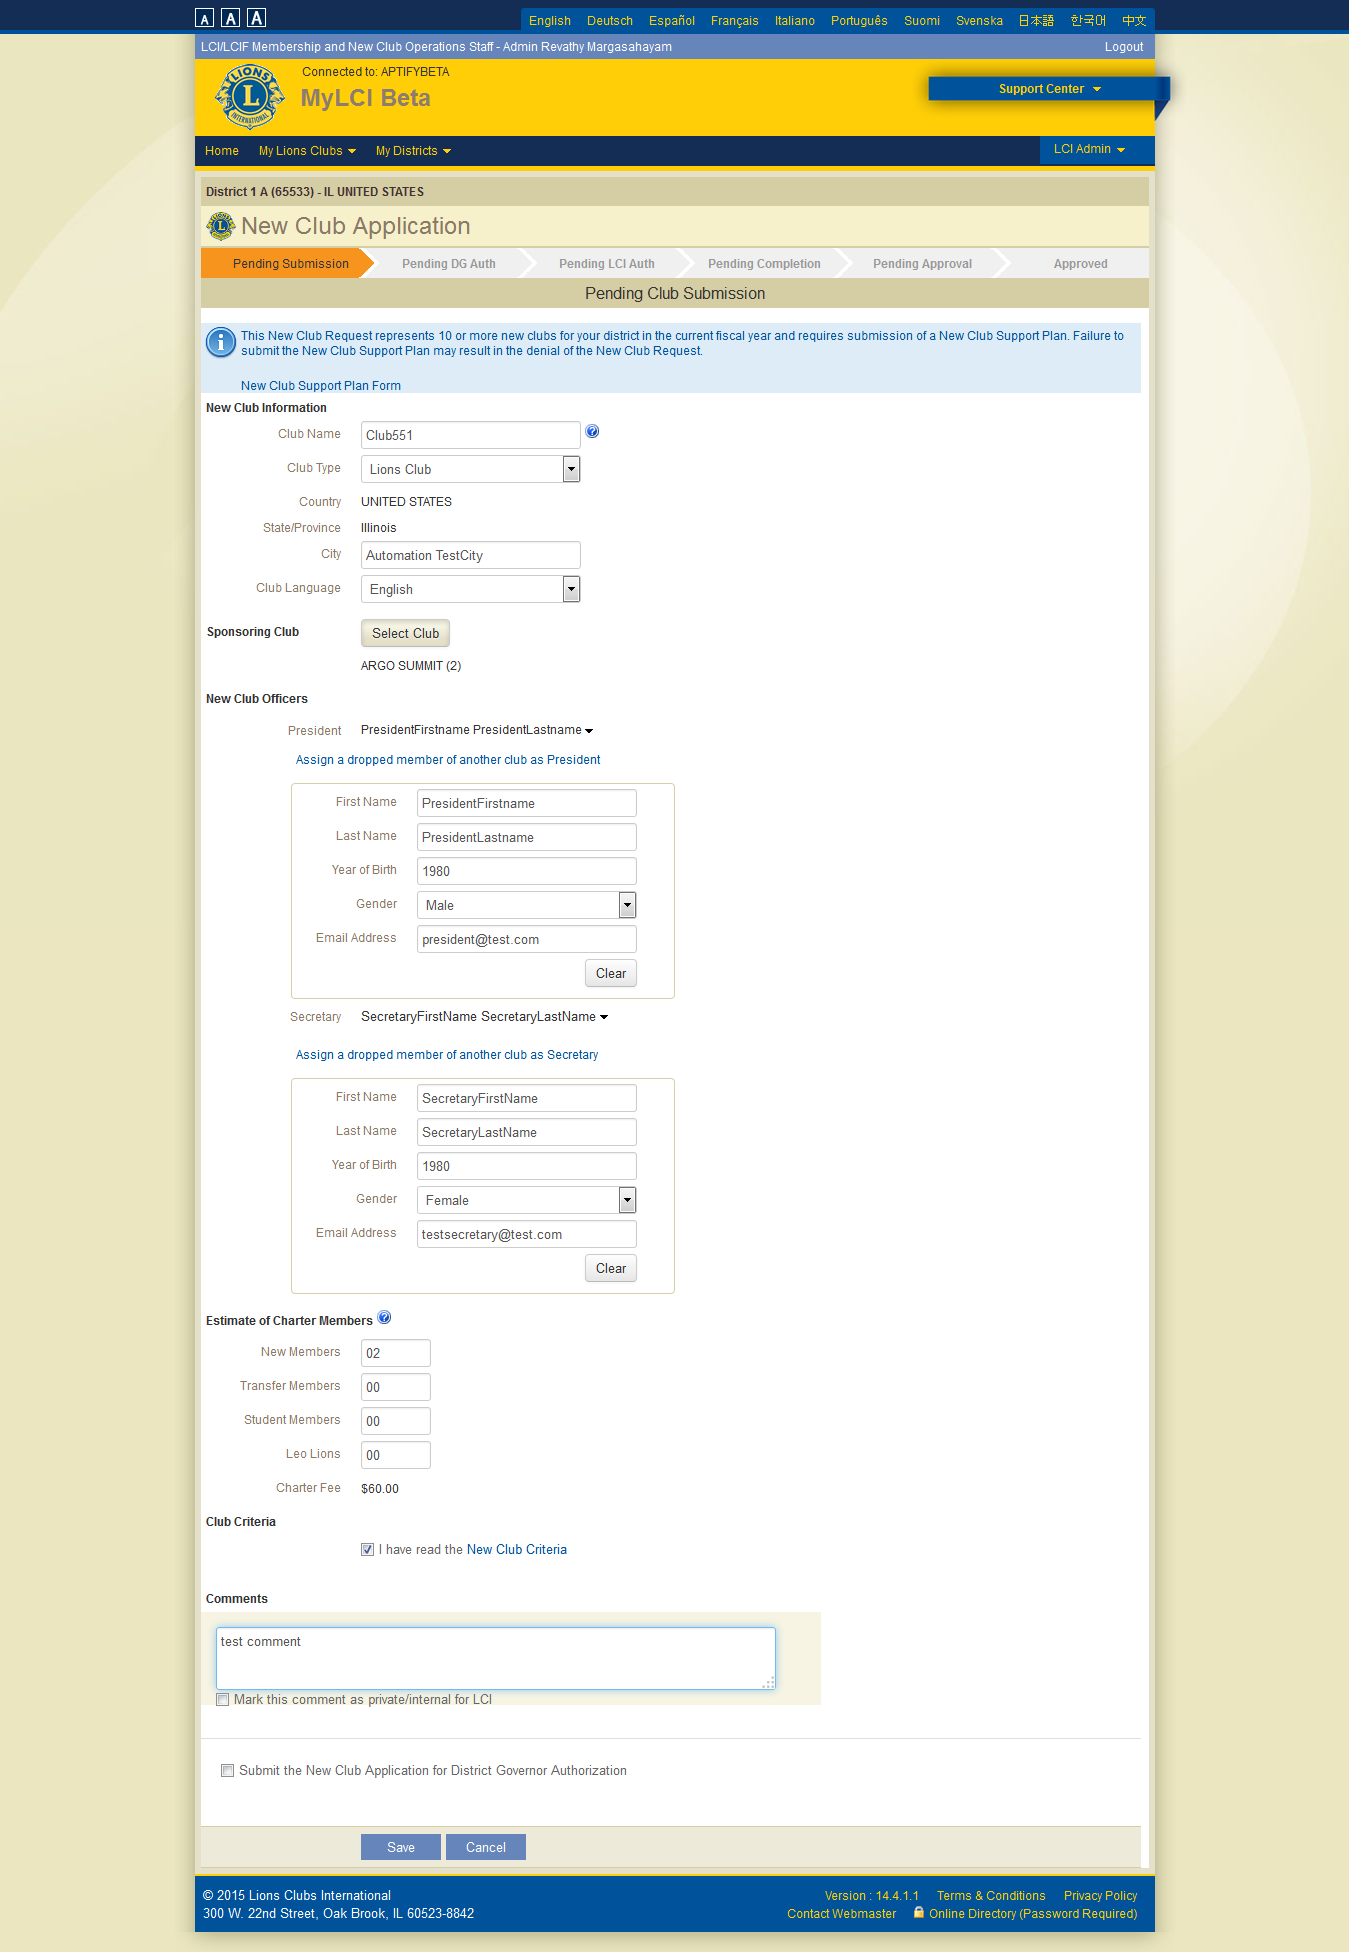 A A A
English Deutsch Español Français Italiano Português Suomi Svenska 日本語 한국어 中文
LCI/LCIF Membership and New Club Operations Staff - Admin Revathy Margasahayam Logout
LIONS L INTERNATIONAL
Connected to: APTIFYBETA
MyLCI Beta
Support Center
Home My Lions Clubs My Districts LCI Admin
District 1 A (65533) - IL UNITED STATES
New Club Application
Pending Submission Pending DG Auth Pending LCI Auth Pending Completion Pending Approval Approved
Pending Club Submission
This New Club Request represents 10 or more new clubs for your district in the current fiscal year and requires submission of a New Club Support Plan. Failure to
submit the New Club Support Plan may result in the denial of the New Club Request.
New Club Support Plan Form
New Club Information
Club Name Club551
Club Type Lions Club
Country UNITED STATES
State/Province Illinois
City Automation TestCity
Club Language English
Sponsoring Club Select Club
ARGO SUMMIT (2)
New Club Officers
President PresidentFirstname PresidentLastname
Assign a dropped member of another club as President
First Name PresidentFirstname
Last Name PresidentLastname
Year of Birth 1980
Gender Male
Email Address president@test.com
Clear
Secretary SecretaryFirstName SecretaryLastName
Assign a dropped member of another club as Secretary
First Name SecretaryFirstName
Last Name SecretaryLastName
Year of Birth 1980
Gender Female
Email Address testsecretary@test.com
Clear
Estimate of Charter Members
New Members 02
Transfer Members 00
Student Members 00
Leo Lions 00
Charter Fee $60.00
Club Criteria
I have read the New Club Criteria
Comments
test comment
Mark this comment as private/internal for LCI
Submit the New Club Application for District Governor Authorization
Save Cancel
© 2015 Lions Clubs International Version : 14.4.1.1 Terms & Conditions Privacy Policy
300 W. 22nd Street, Oak Brook, IL 60523-8842 Contact Webmaster Online Directory (Password Required)